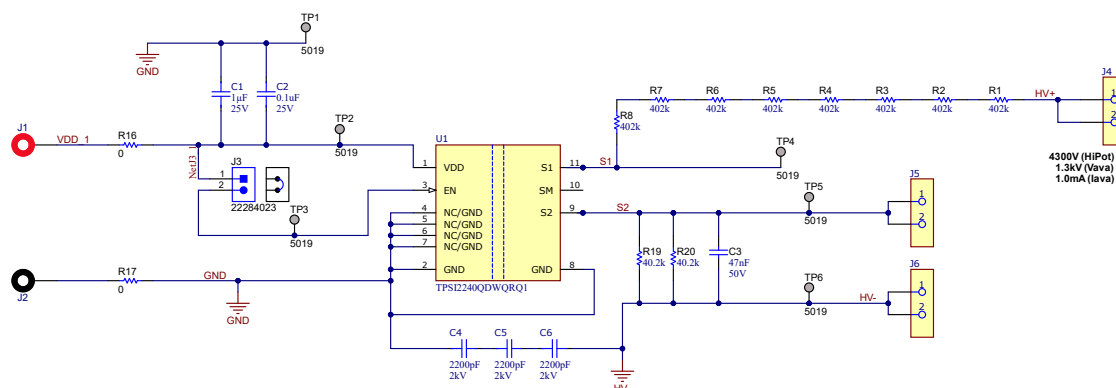 TP1
5019
GND
C1
1µF
25V
C2
0.1uF
25V
TP2
5019
J1
VDD_1
R16
0
NetJ3_1
J3
1
2
22284023
TP3
5019
J2
R17
0
GND
GND
U1
1
VDD
3
EN
4
NC/GND
5
NC/GND
6
NC/GND
7
NC/GND
2
GND
S1
11
SM
10
S2
9
GND
8
TPSI2240QDWQRQ1
S1
R8
402k
R7
402k
R6
402k
R5
402k
R4
402k
R3
402k
R2
402k
R1
402k
HV+
J4
1
2
4300V (HiPot)
1.3kV (Vava)
1.0mA (Iava)
TP4
5019
S2
TP5
5019
J5
1
2
R19
40.2k
R20
40.2k
C3
47nF
50V
TP6
5019
HV-
J6
1
2
C4
2200pF
2kV
C5
2200pF
2kV
C6
2200pF
2kV